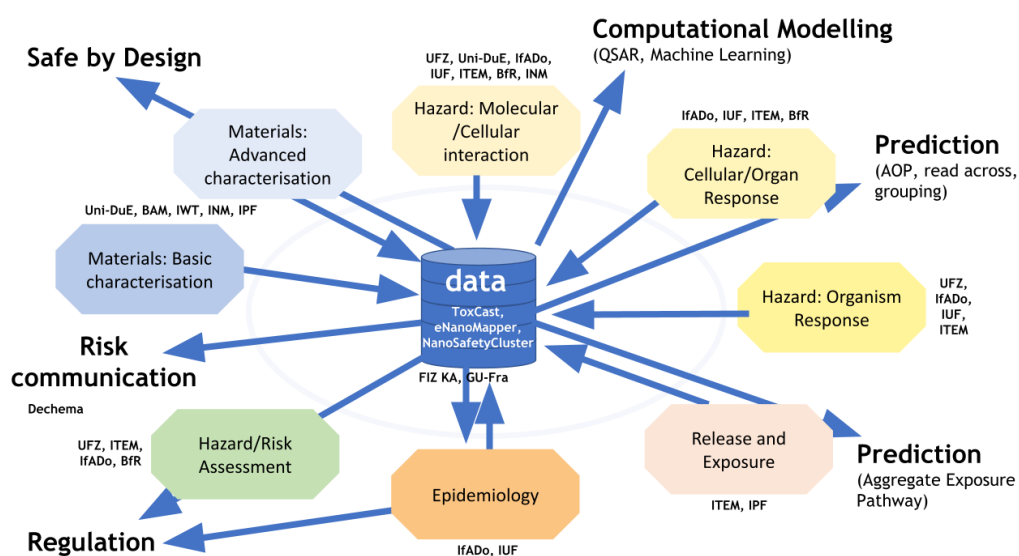 Safe by Design
Computational Modelling
(QSAR, Machine Learning)
UFZ, Uni-DuE, IfADo,
IUF, ITEM, BfR, INM
Hazard: Molecular
/Cellular
interaction
Materials:
Advanced
characterisation
IfADo, IUF, ITEM, BfR
Hazard:
Cellular/Organ
Response
Prediction
(AOP, read across,
grouping)
Uni-DuE, BAM, IWT, INM, IPF
Materials: Basic
characterisation
data
ToxCast,
eNanoMapper,
NanoSafetyCluster
FIZ KA, GU-Fra
Hazard: Organism
Response
UFZ,
IfADo,
IUF,
ITEM
Risk
communication
Dechema
UFZ, ITEM,
IfADo, BfR
Hazard/Risk
Assessment
Release and
Exposure
ITEM, IPF
Prediction
(Aggregate Exposure
Pathway)
Epidemiology
IfADo, IUF
Regulation